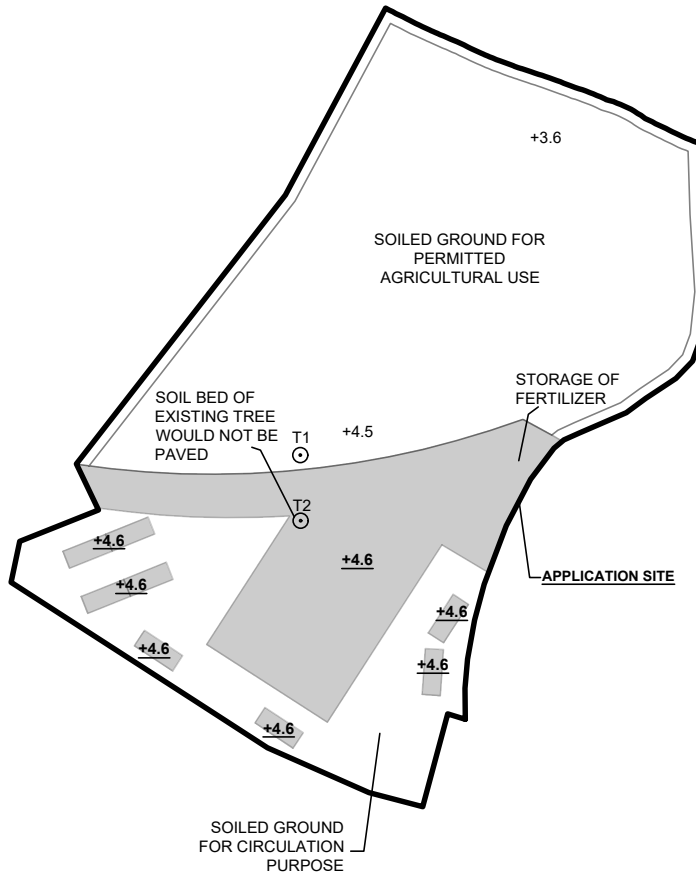 +3.6
SOILED GROUND FOR
PERMITTED
AGRICULTURAL USE
STORAGE OF
FERTILIZER
SOIL BED OF
EXISTING TREE
WOULD NOT BE
PAVED
T1
+4.5
T2
+4.6
+4.6
+4.6
APPLICATION SITE
+4.6
+4.6
+4.6
+4.6
SOILED GROUND
FOR CIRCULATION
PURPOSE